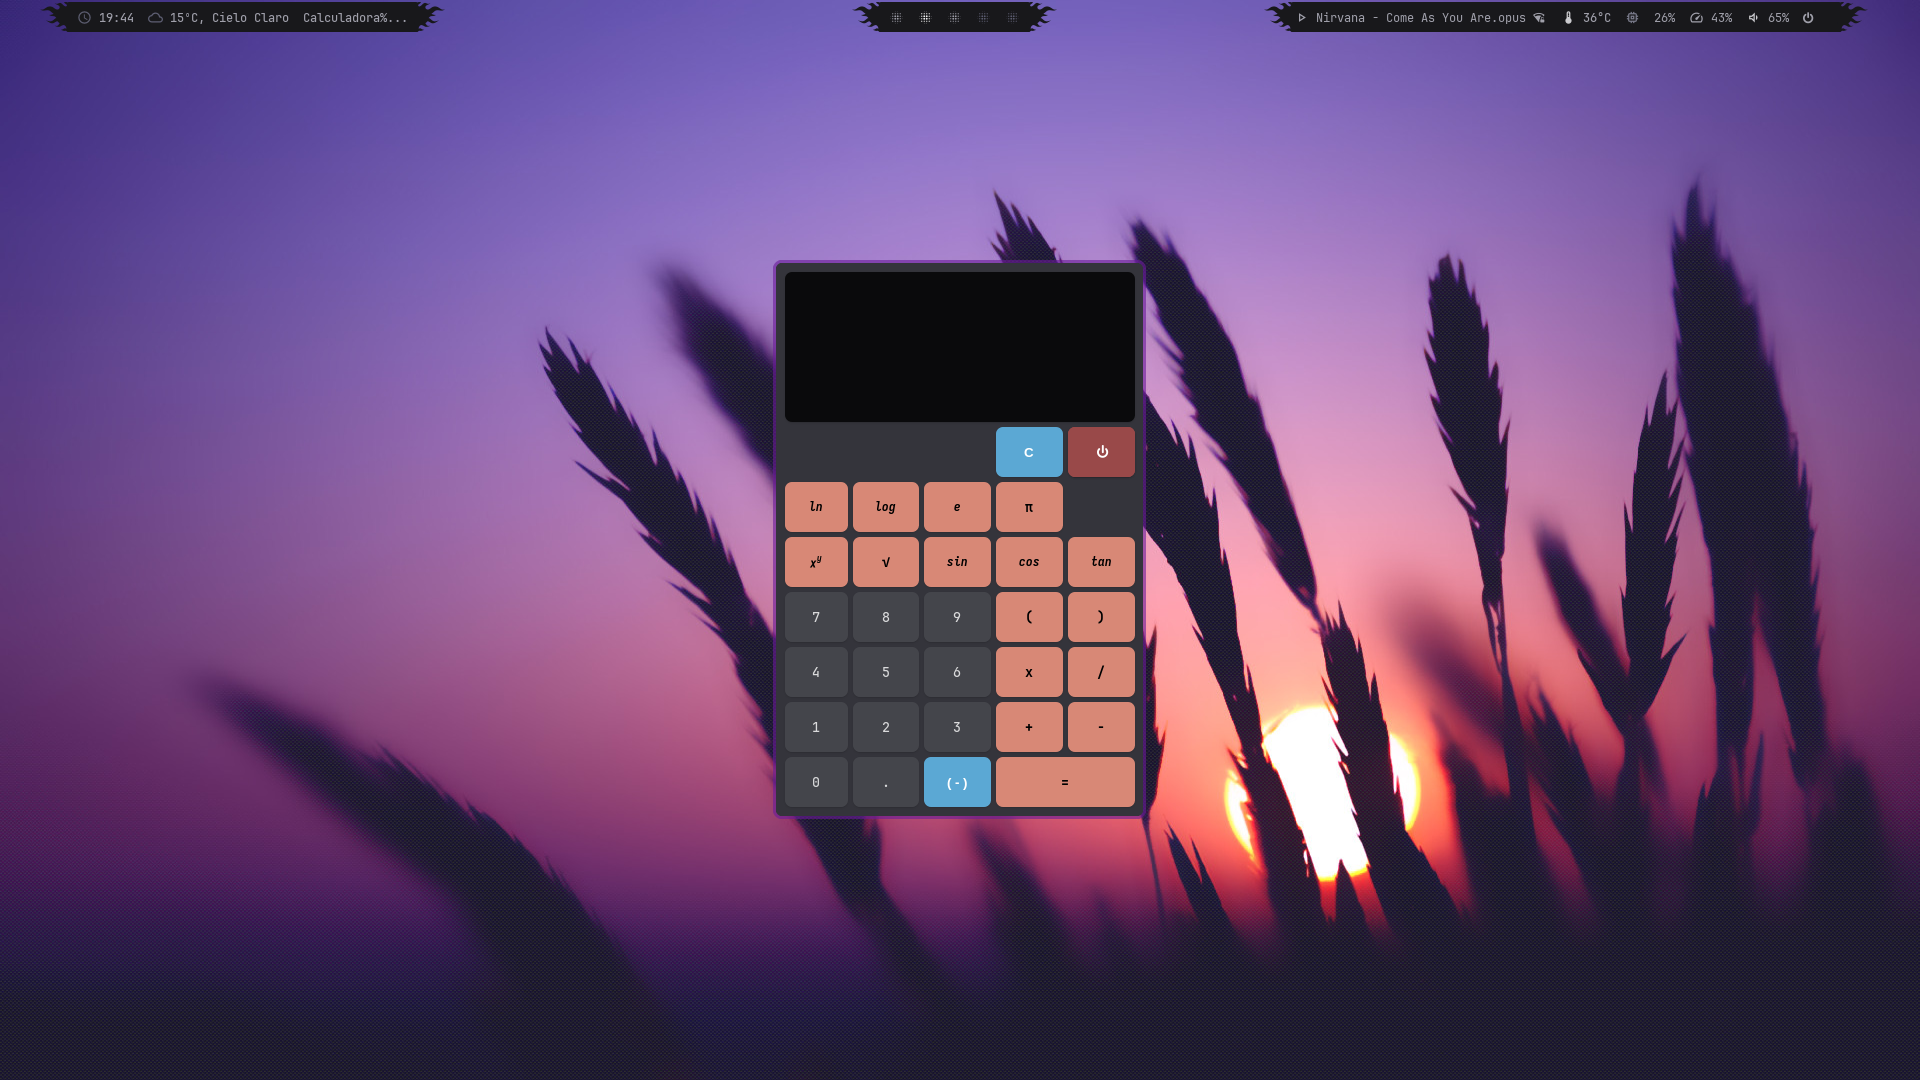 19:44 15°C, Cielo Claro Calculadora%...
Nirvana - Come As You Are.opus 36°C 26% 43% 65%
C
ln log e π
xʸ √ sin cos tan
7 8 9 ( )
4 5 6 x /
1 2 3 + -
0 . (-) =